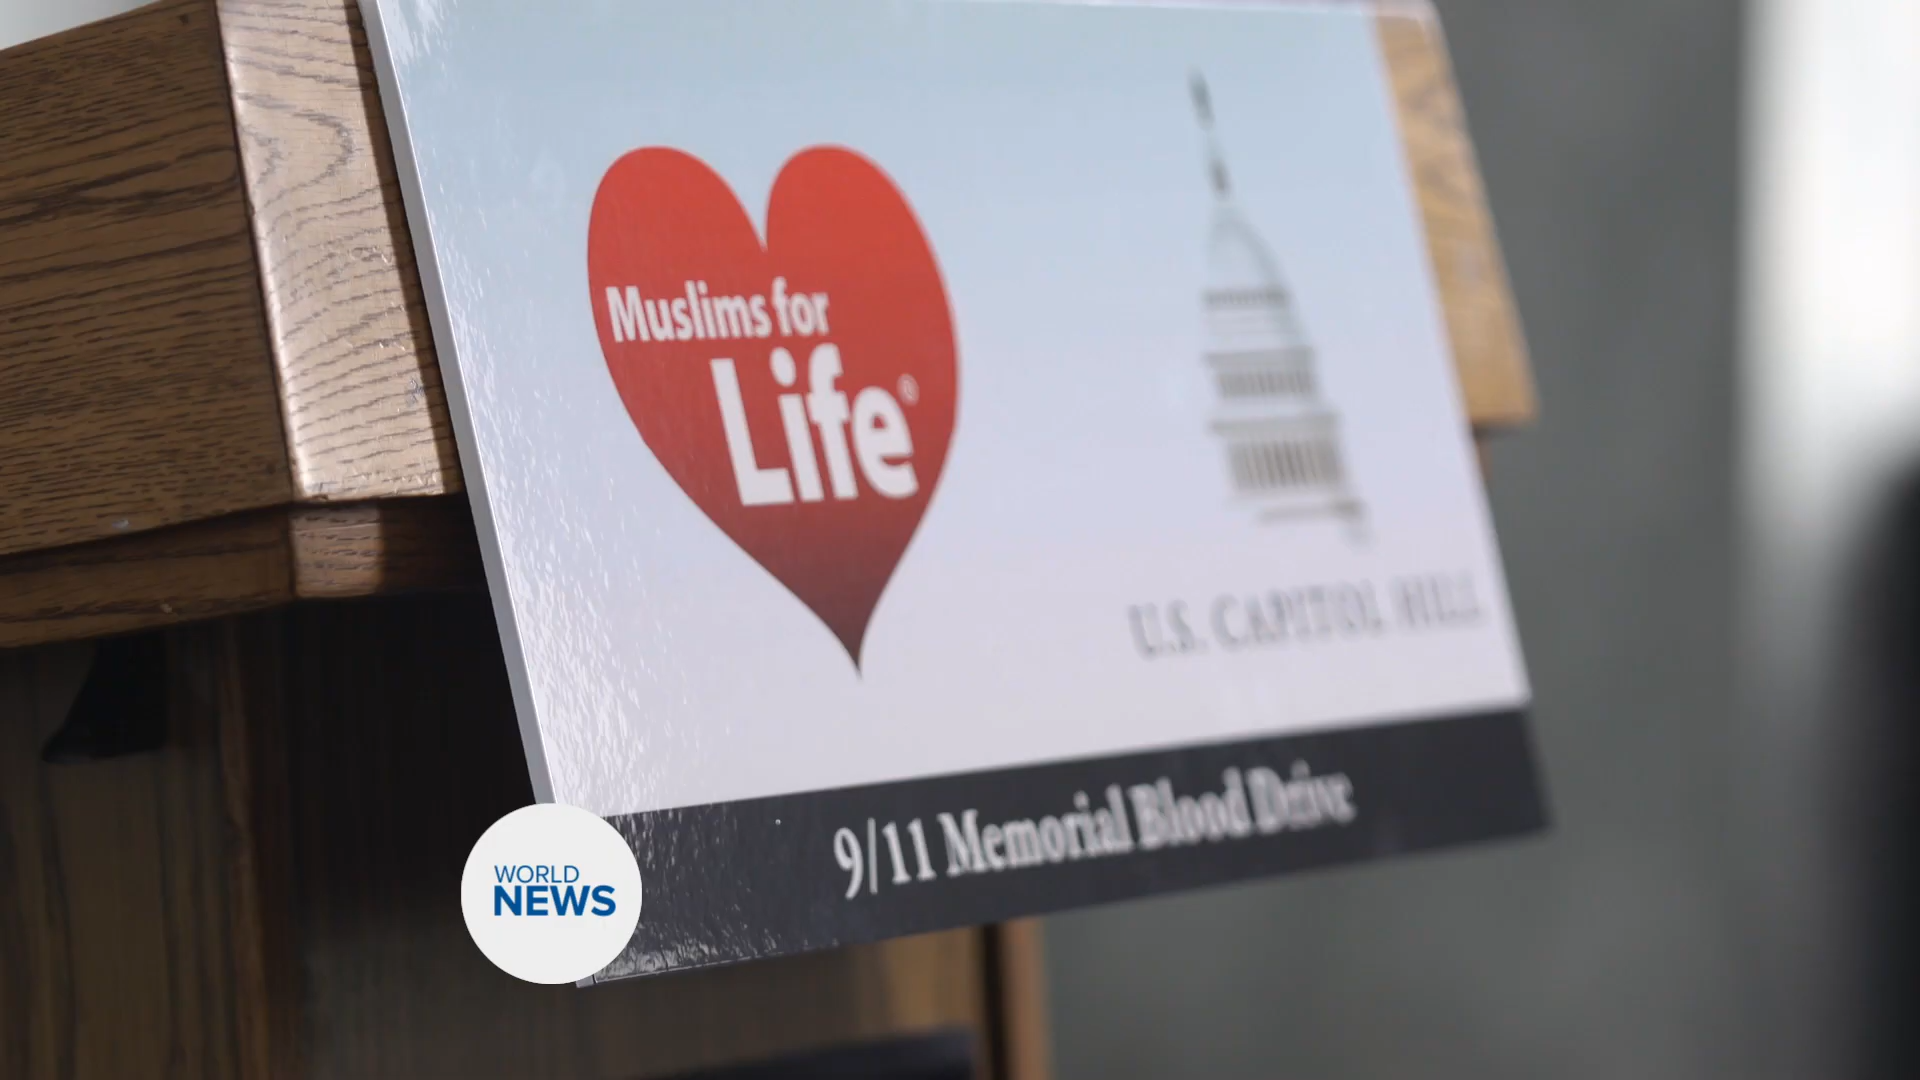 Muslims for
Life®
U.S. CAPITOL HILL
9/11 Memorial Blood Drive
WORLD
NEWS